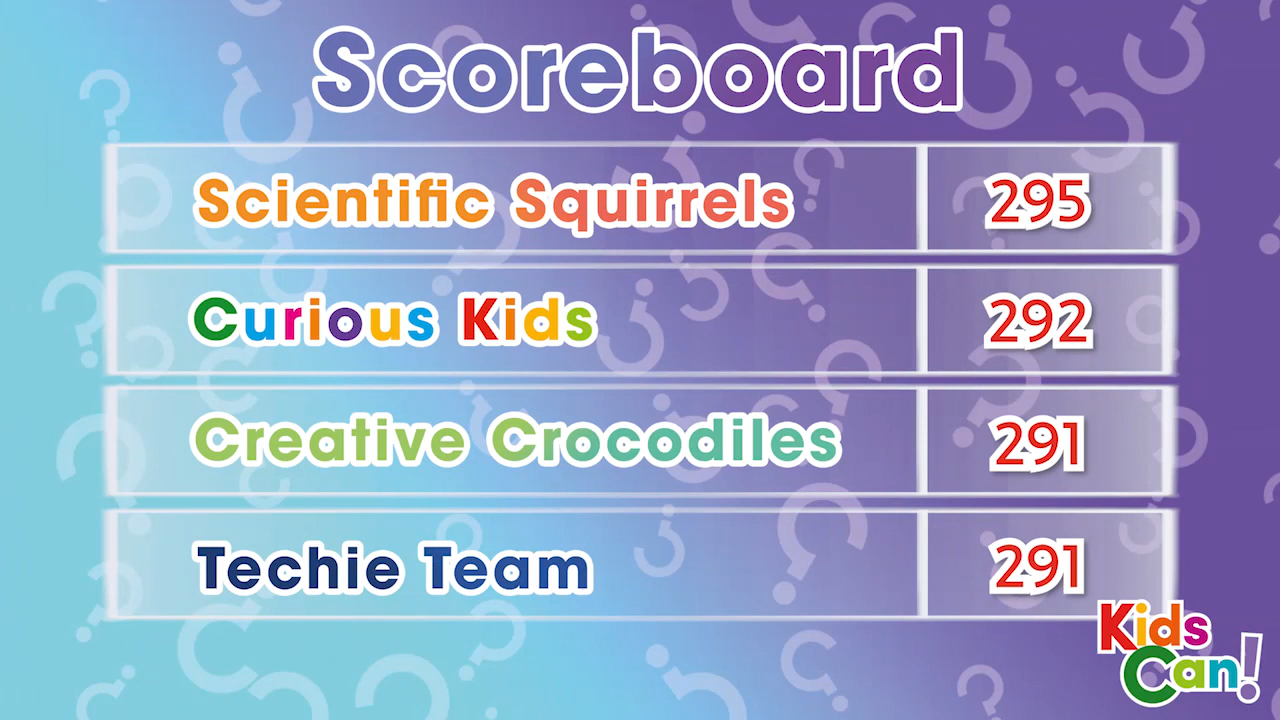 Scoreboard
Scientific Squirrels 295
Curious Kids 292
Creative Crocodiles 291
Techie Team 291
Kids
Can!